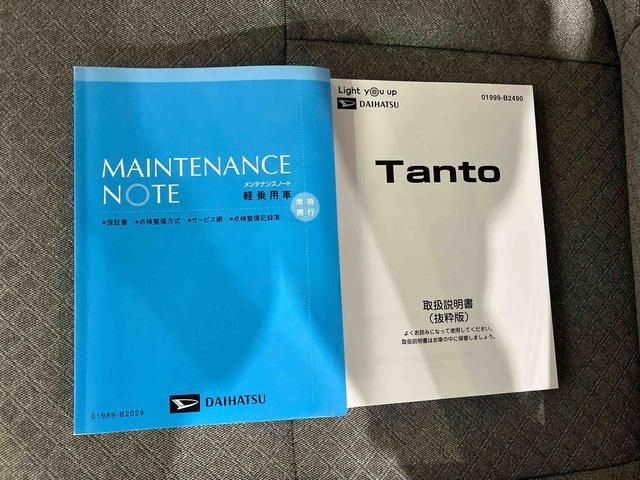 MAINTENANCE
NOTE
メンテナンスノート
軽乗用車
常時
携行
●保証書 ●点検整備方式 ●サービス網 ●点検整備記録簿
DAIHATSU
01989-B2029
Light you up
DAIHATSU
01999-B2490
Tanto
取扱説明書
（抜粋版）
よくお読みになって使用してください。
取扱説明書はお車の中に保管しましょう。